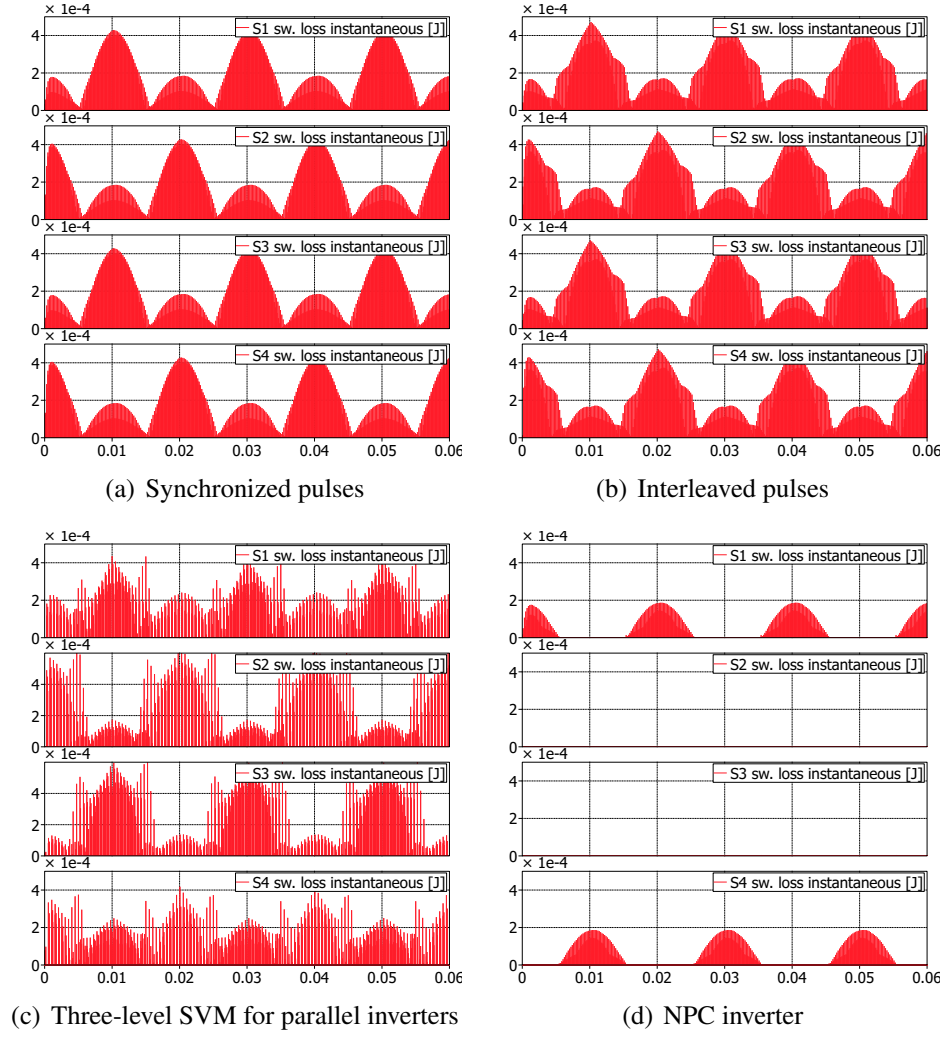 × 1e-4
S1 sw. loss instantaneous [J]
4
2
0
× 1e-4
S2 sw. loss instantaneous [J]
4
2
0
× 1e-4
S3 sw. loss instantaneous [J]
4
2
0
× 1e-4
S4 sw. loss instantaneous [J]
4
2
0
0.00 0.01 0.02 0.03 0.04 0.05 0.06
(a) Synchronized pulses
× 1e-4
S1 sw. loss instantaneous [J]
4
2
0
× 1e-4
S2 sw. loss instantaneous [J]
4
2
0
× 1e-4
S3 sw. loss instantaneous [J]
4
2
0
× 1e-4
S4 sw. loss instantaneous [J]
4
2
0
0.00 0.01 0.02 0.03 0.04 0.05 0.06
(b) Interleaved pulses
× 1e-4
S1 sw. loss instantaneous [J]
4
2
0
× 1e-4
S2 sw. loss instantaneous [J]
4
2
0
× 1e-4
S3 sw. loss instantaneous [J]
4
2
0
× 1e-4
S4 sw. loss instantaneous [J]
4
2
0
0.00 0.01 0.02 0.03 0.04 0.05 0.06
(c) Three-level SVM for parallel inverters
× 1e-4
S1 sw. loss instantaneous [J]
4
2
0
× 1e-4
S2 sw. loss instantaneous [J]
4
2
0
× 1e-4
S3 sw. loss instantaneous [J]
4
2
0
× 1e-4
S4 sw. loss instantaneous [J]
4
2
0
0.00 0.01 0.02 0.03 0.04 0.05 0.06
(d) NPC inverter